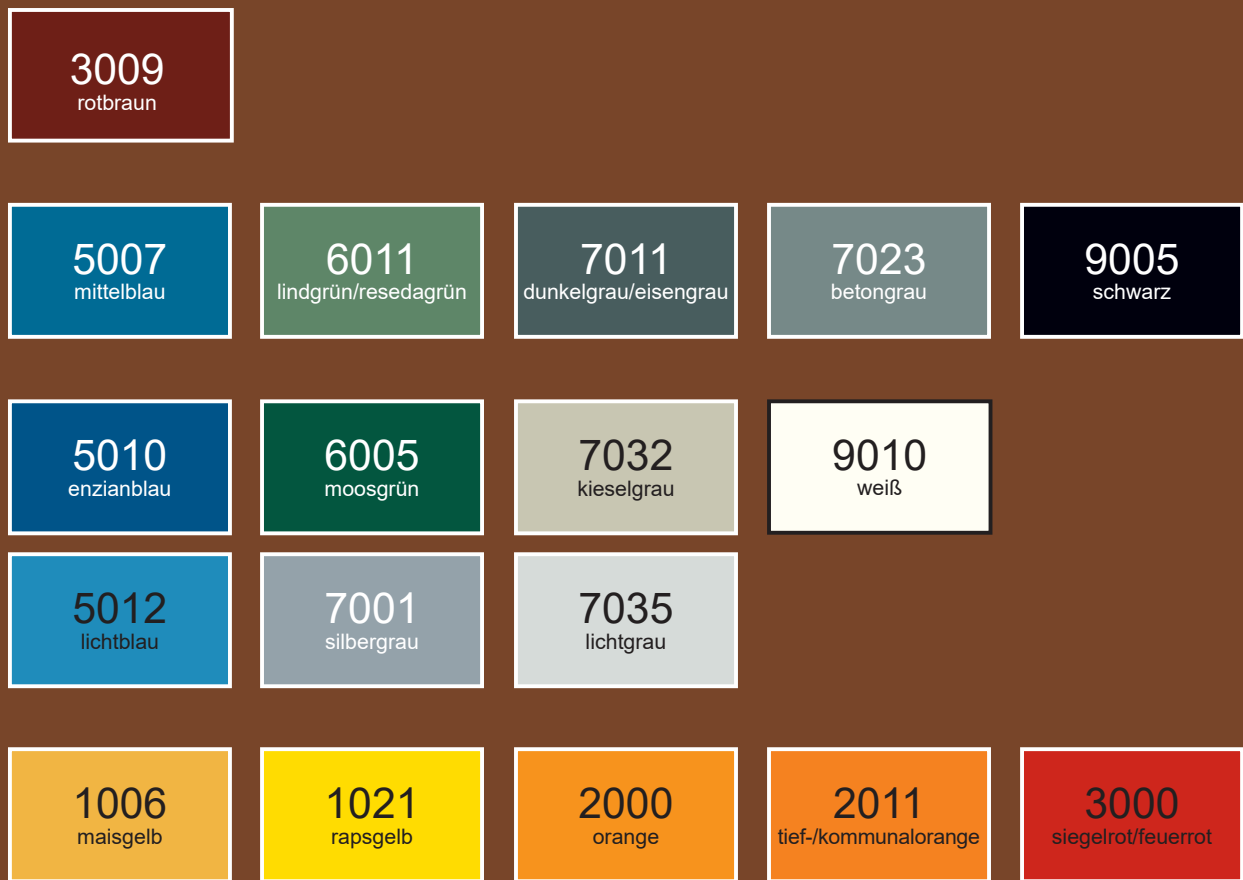 3009
rotbraun
5007
mittelblau
6011
lindgrün/resedagrün
7011
dunkelgrau/eisengrau
7023
betongrau
9005
schwarz
5010
enzianblau
6005
moosgrün
7032
kieselgrau
9010
weiß
5012
lichtblau
7001
silbergrau
7035
lichtgrau
1006
maisgelb
1021
rapsgelb
2000
orange
2011
tief-/kommunalorange
3000
siegelrot/feuerrot